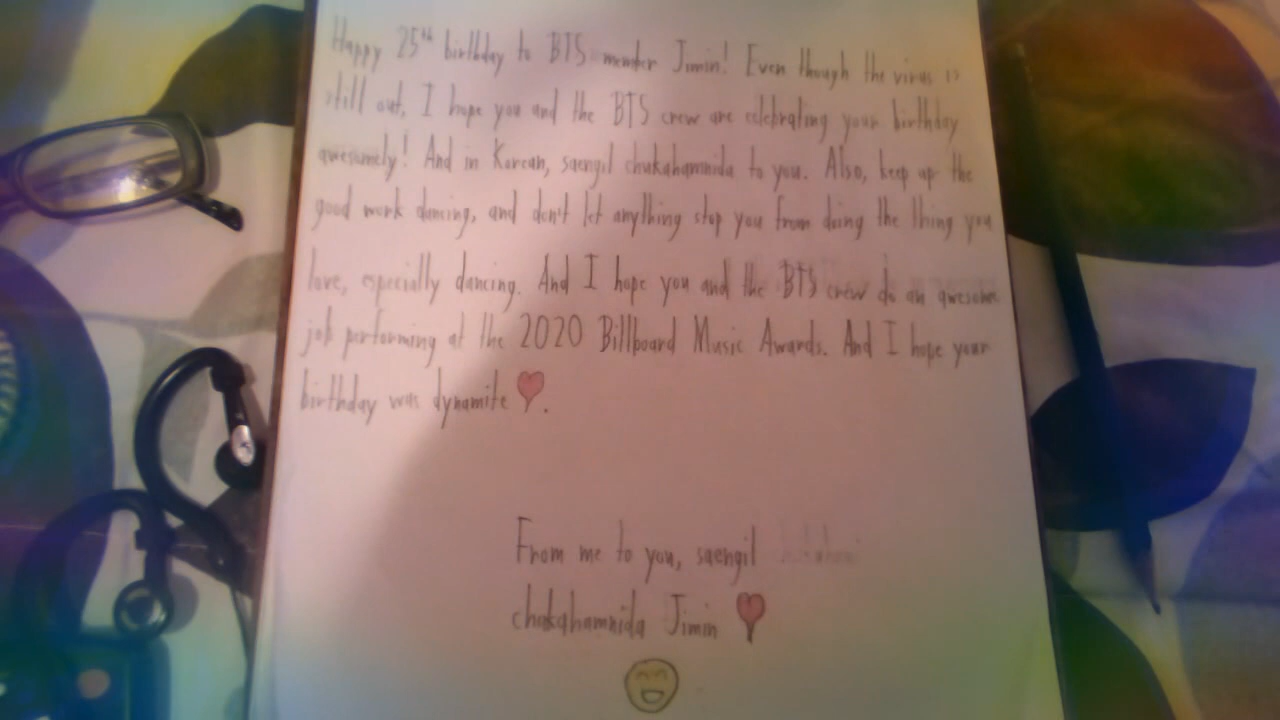 Happy 25th birthday to BTS member Jimin! Even though the virus is
still out, I hope you and the BTS crew are celebrating your birthday
awesomely! And in Korean, saengil chukahamnida to you. Also, keep up the
good work dancing, and don't let anything stop you from doing the thing you
love, especially dancing. And I hope you and the BTS crew do an awesome
job performing at the 2020 Billboard Music Awards. And I hope your
birthday was dynamite ❤.
From me to you, saengil
chukahamnida Jimin ❤